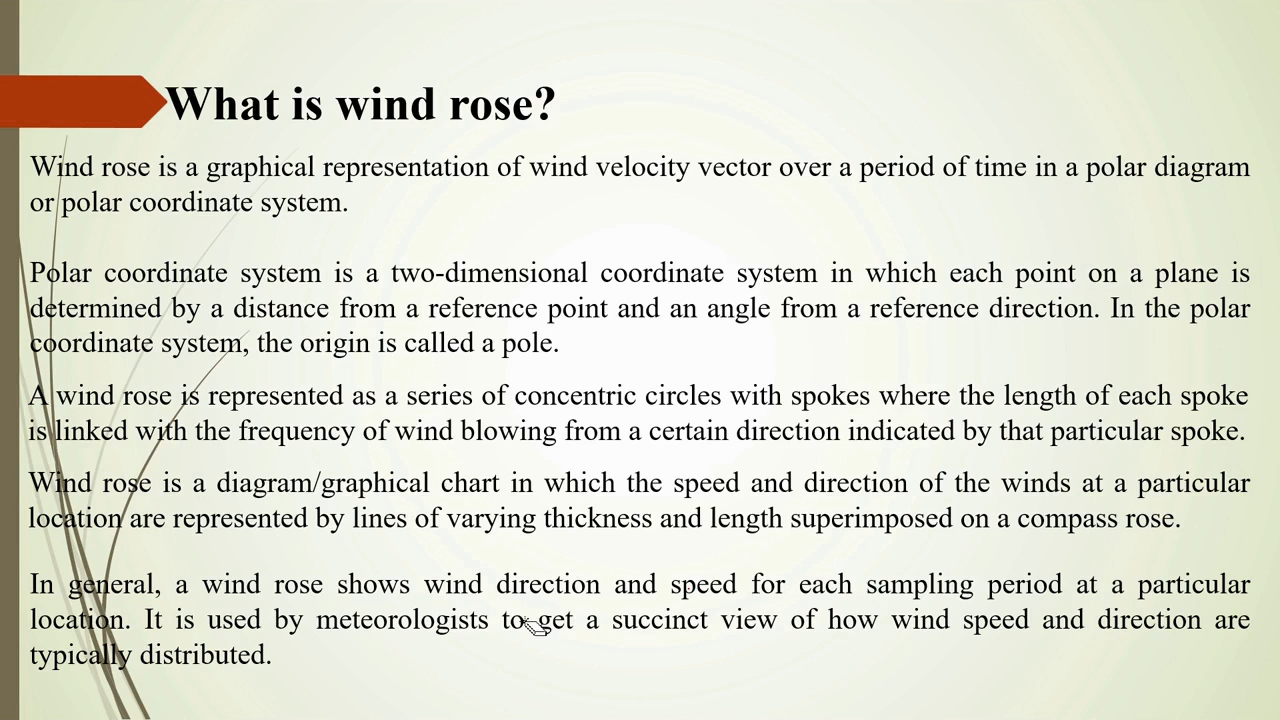 What is wind rose?
Wind rose is a graphical representation of wind velocity vector over a period of time in a polar diagram
or polar coordinate system.
Polar coordinate system is a two-dimensional coordinate system in which each point on a plane is
determined by a distance from a reference point and an angle from a reference direction. In the polar
coordinate system, the origin is called a pole.
A wind rose is represented as a series of concentric circles with spokes where the length of each spoke
is linked with the frequency of wind blowing from a certain direction indicated by that particular spoke.
Wind rose is a diagram/graphical chart in which the speed and direction of the winds at a particular
location are represented by lines of varying thickness and length superimposed on a compass rose.
In general, a wind rose shows wind direction and speed for each sampling period at a particular
location. It is used by meteorologists to get a succinct view of how wind speed and direction are
typically distributed.